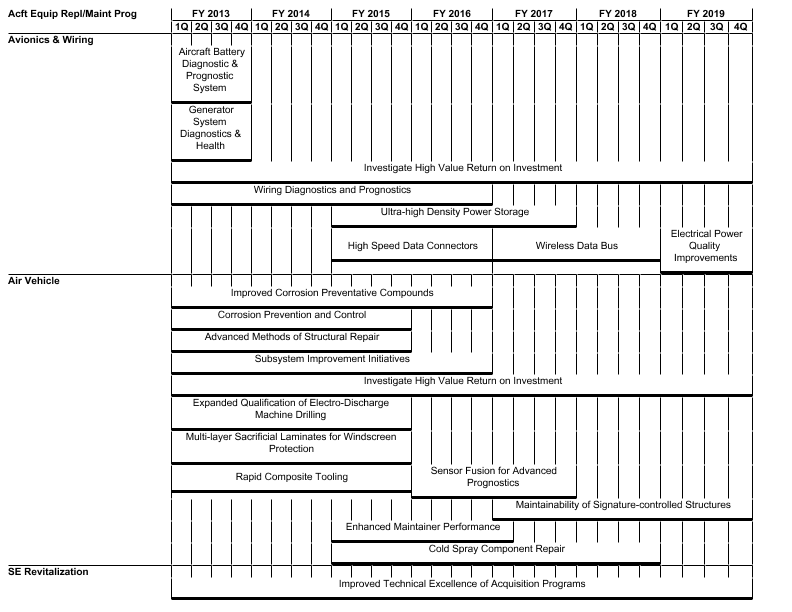 Acft Equip Repl/Maint Prog FY 2013 FY 2014 FY 2015 FY 2016 FY 2017 FY 2018 FY 2019
1Q 2Q 3Q 4Q 1Q 2Q 3Q 4Q 1Q 2Q 3Q 4Q 1Q 2Q 3Q 4Q 1Q 2Q 3Q 4Q 1Q 2Q 3Q 4Q 1Q 2Q 3Q 4Q
Avionics & Wiring
Aircraft Battery
Diagnostic &
Prognostic
System
Generator
System
Diagnostics &
Health
Investigate High Value Return on Investment
Wiring Diagnostics and Prognostics
Ultra-high Density Power Storage
High Speed Data Connectors
Wireless Data Bus
Electrical Power
Quality
Improvements
Air Vehicle
Improved Corrosion Preventative Compounds
Corrosion Prevention and Control
Advanced Methods of Structural Repair
Subsystem Improvement Initiatives
Investigate High Value Return on Investment
Expanded Qualification of Electro-Discharge
Machine Drilling
Multi-layer Sacrificial Laminates for Windscreen
Protection
Rapid Composite Tooling
Sensor Fusion for Advanced
Prognostics
Maintainability of Signature-controlled Structures
Enhanced Maintainer Performance
Cold Spray Component Repair
SE Revitalization
Improved Technical Excellence of Acquisition Programs